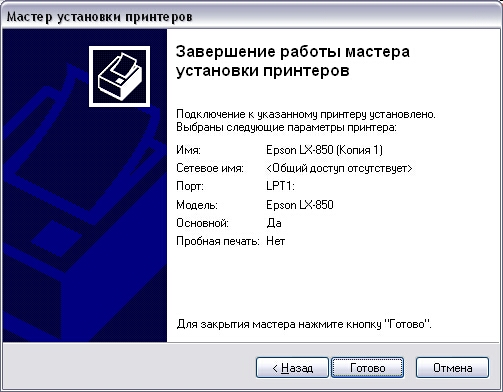 Мастер установки принтеров
Завершение работы мастера
установки принтеров
Подключение к указанному принтеру установлено.
Выбраны следующие параметры принтера:
Имя: Epson LX-850 (Копия 1)
Сетевое имя: <Общий доступ отсутствует>
Порт: LPT1:
Модель: Epson LX-850
Основной: Да
Пробная печать: Нет
Для закрытия мастера нажмите кнопку "Готово".
< Назад Готово Отмена